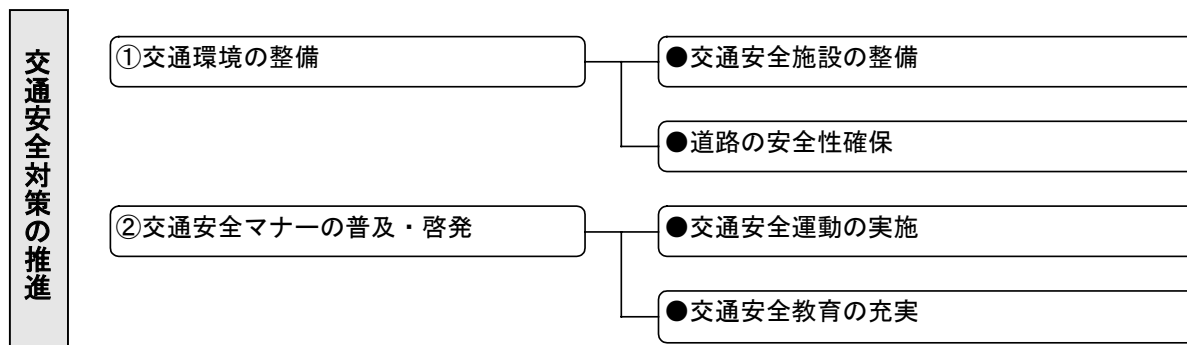 交通安全対策の推進
①交通環境の整備
●交通安全施設の整備
●道路の安全性確保
②交通安全マナーの普及・啓発
●交通安全運動の実施
●交通安全教育の充実